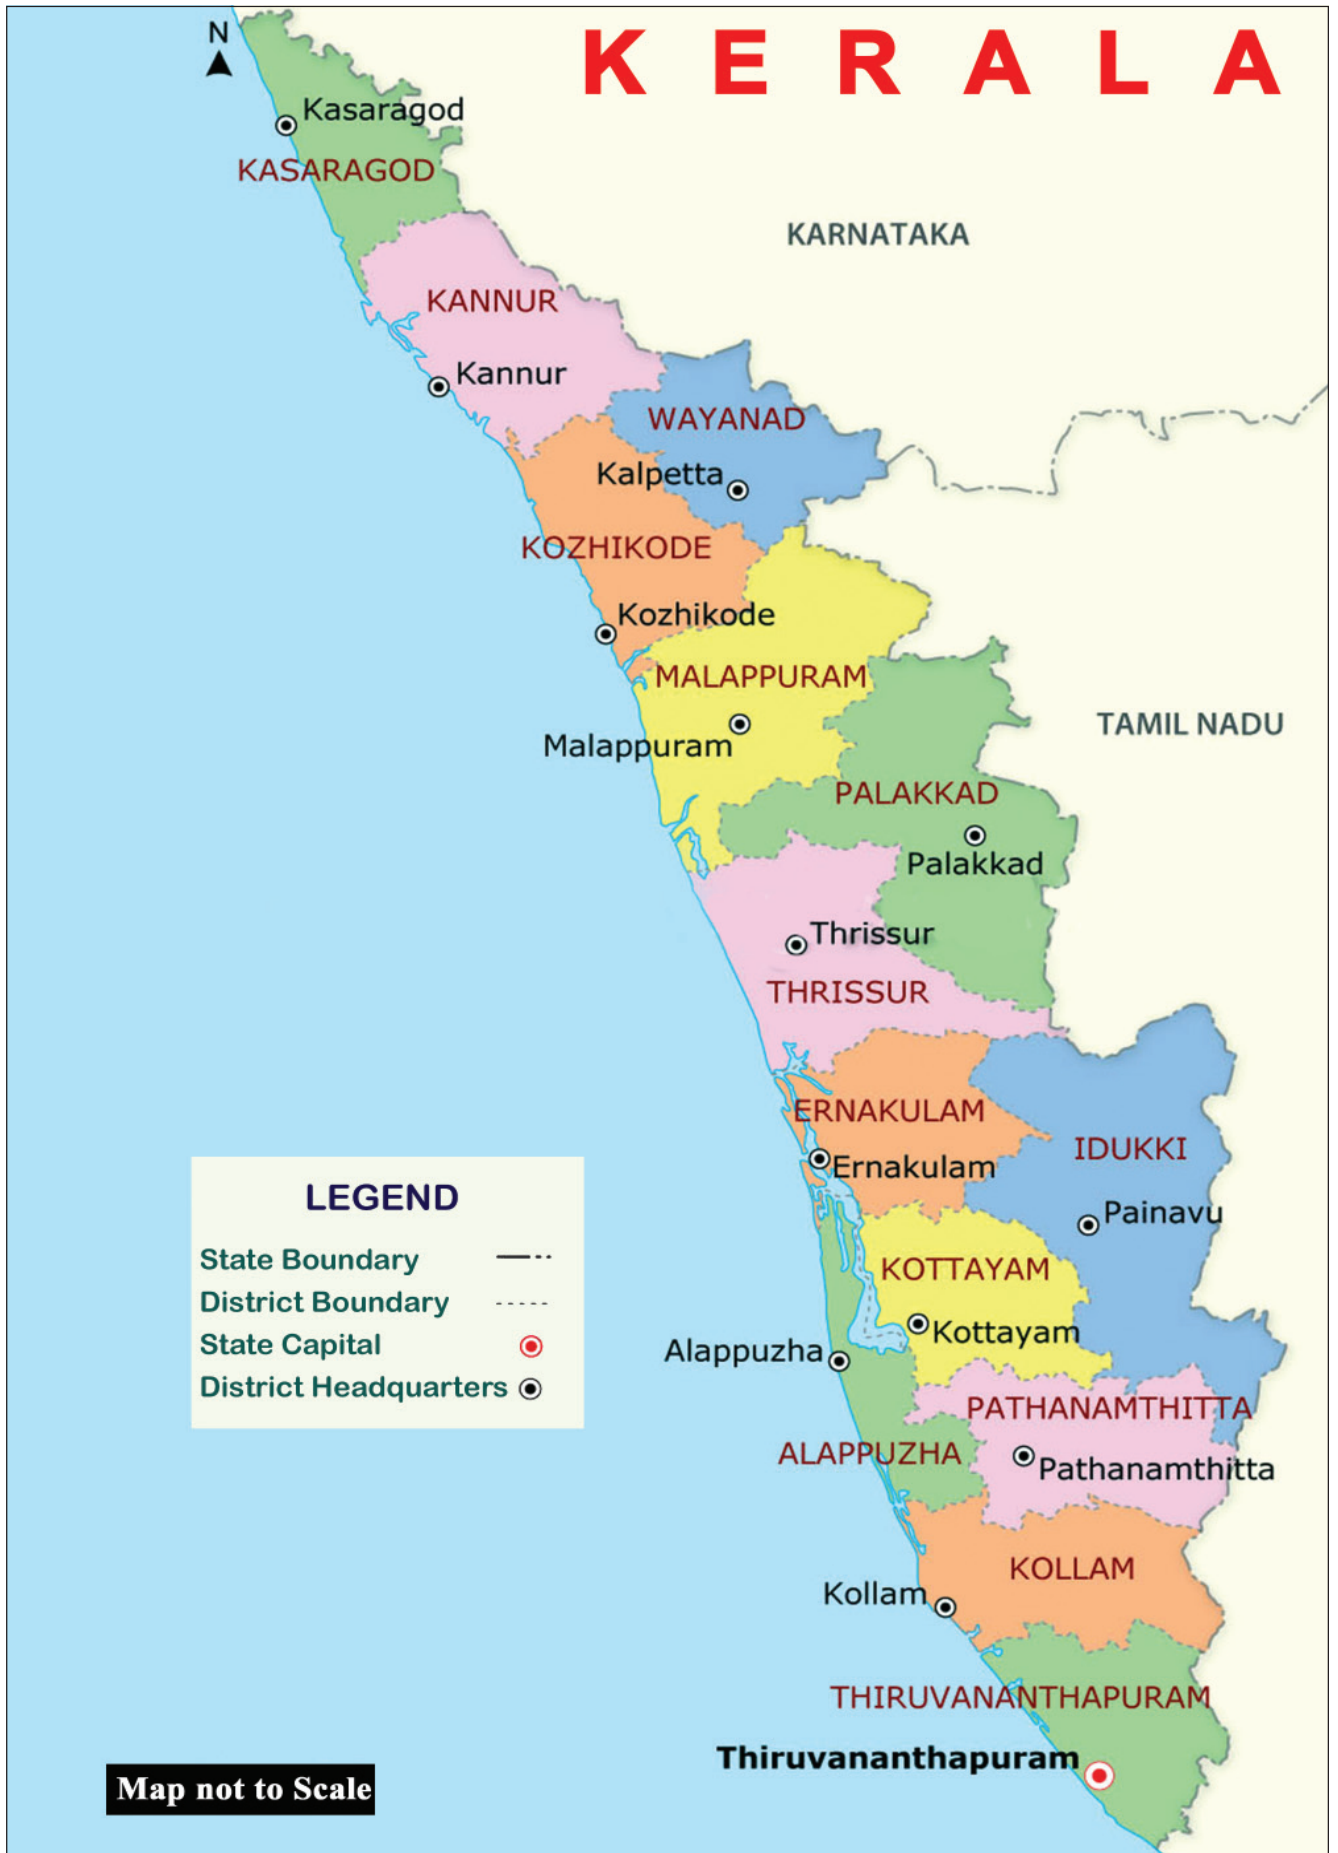 K E R A L A
N
Kasaragod
KASARAGOD
KARNATAKA
KANNUR
Kannur
WAYANAD
Kalpetta
KOZHIKODE
Kozhikode
MALAPPURAM
TAMIL NADU
Malappuram
PALAKKAD
Palakkad
Thrissur
THRISSUR
ERNAKULAM
IDUKKI
Ernakulam
Painavu
KOTTAYAM
Kottayam
Alappuzha
PATHANAMTHITTA
ALAPPUZHA
Pathanamthitta
KOLLAM
Kollam
THIRUVANANTHAPURAM
Thiruvananthapuram
LEGEND
State Boundary
District Boundary
State Capital
District Headquarters
Map not to Scale